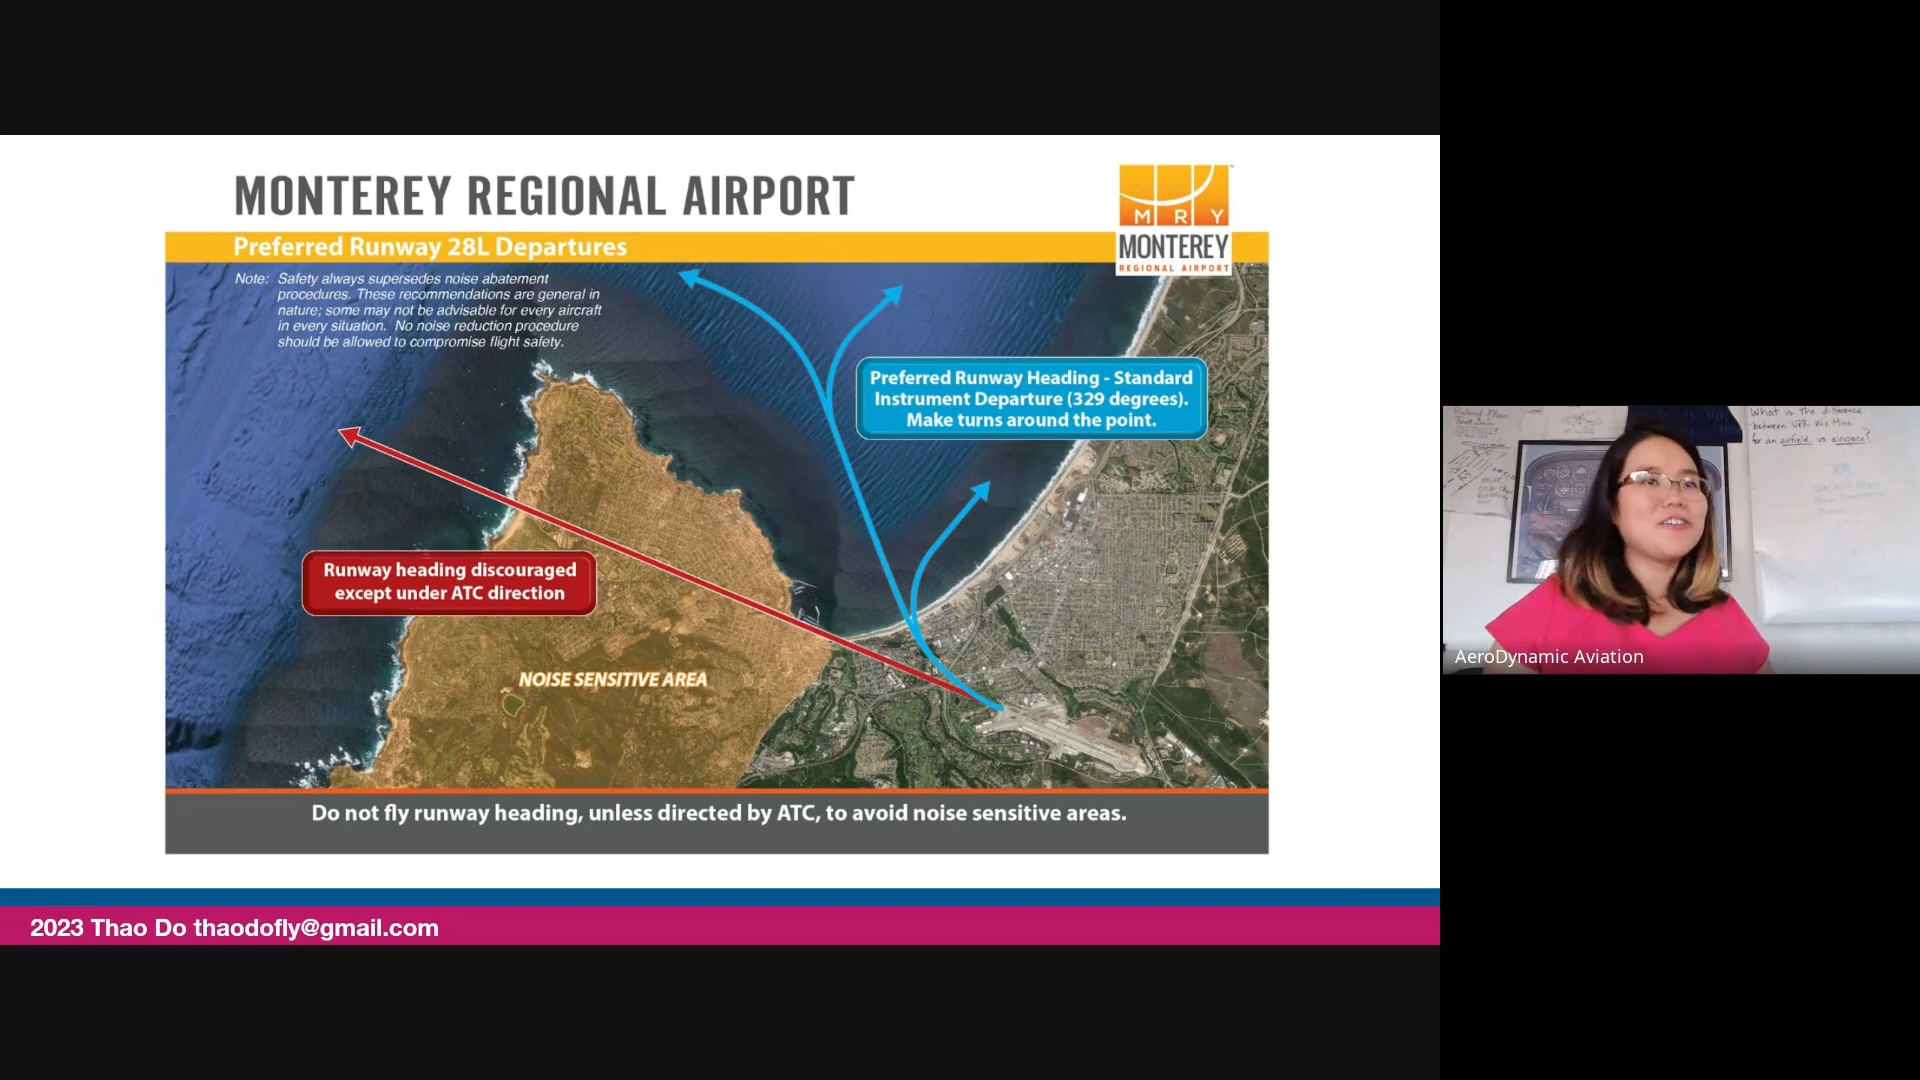 MONTEREY REGIONAL AIRPORT
M R Y
MONTEREY
REGIONAL AIRPORT
Preferred Runway 28L Departures
Note: Safety always supersedes noise abatement
procedures. These recommendations are general in
nature; some may not be advisable for every aircraft
in every situation. No noise reduction procedure
should be allowed to compromise flight safety.
Preferred Runway Heading - Standard
Instrument Departure (329 degrees).
Make turns around the point.
Runway heading discouraged
except under ATC direction
NOISE SENSITIVE AREA
Do not fly runway heading, unless directed by ATC, to avoid noise sensitive areas.
2023 Thao Do thaodofly@gmail.com
What is the difference
between VFR Wx Mins
for an airfield vs airspace?
AeroDynamic Aviation